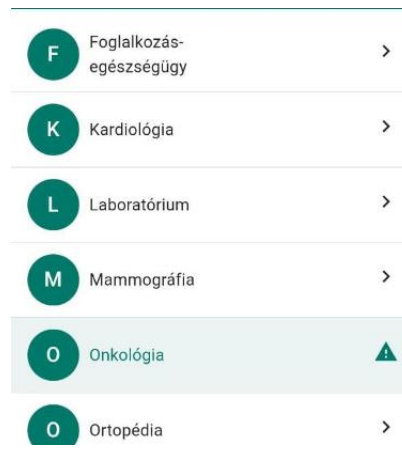 F Foglalkozás-
egészségügy
K Kardiológia
L Laboratórium
M Mammográfia
O Onkológia
O Ortopédia